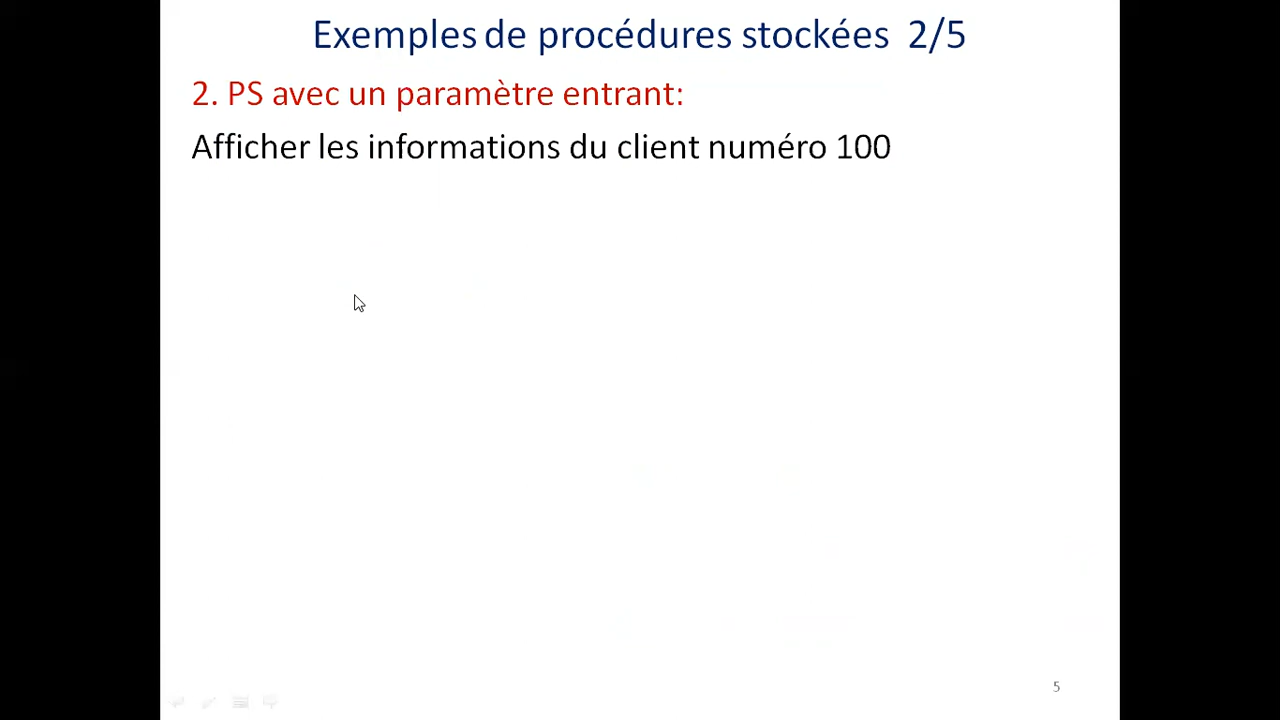 Exemples de procédures stockées 2/5
2. PS avec un paramètre entrant:
Afficher les informations du client numéro 100
5